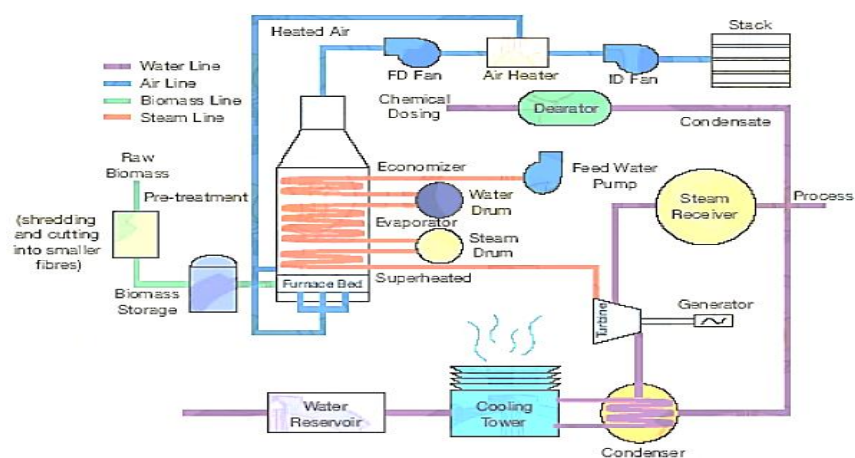 Heated Air
Stack
Water Line
Air Line
Biomass Line
Steam Line
FD Fan
Air Heater
ID Fan
Chemical
Dosing
Dearator
Condensate
Raw
Biomass
Pre-treatment
(shredding
and cutting
into smaller
fibres)
Biomass
Storage
Economizer
Water
Drum
Evaporator
Steam
Drum
Superheated
Furnace Bed
Feed Water
Pump
Steam
Receiver
Process
Turbine
Generator
Water
Reservoir
Cooling
Tower
Condenser